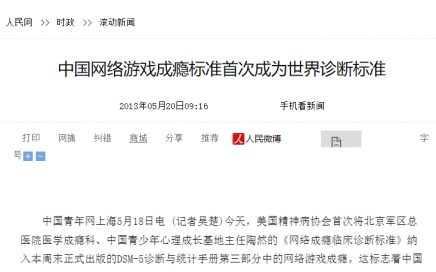 人民网 >> 时政 >> 滚动新闻
中国网络游戏成瘾标准首次成为世界诊断标准
2013年05月20日09:16 手机看新闻
打印 网摘 纠错 商城 分享 推荐 人民微博 字
号
中国青年网上海5月18日电 (记者吴楚)今天，美国精神病协会首次将北京军区总
医院医学成瘾科、中国青少年心理成长基地主任陶然的《网络成瘾临床诊断标准》纳
入本周末正式出版的DSM-5诊断与统计手册第三部分中的网络游戏成瘾。这标志着中国